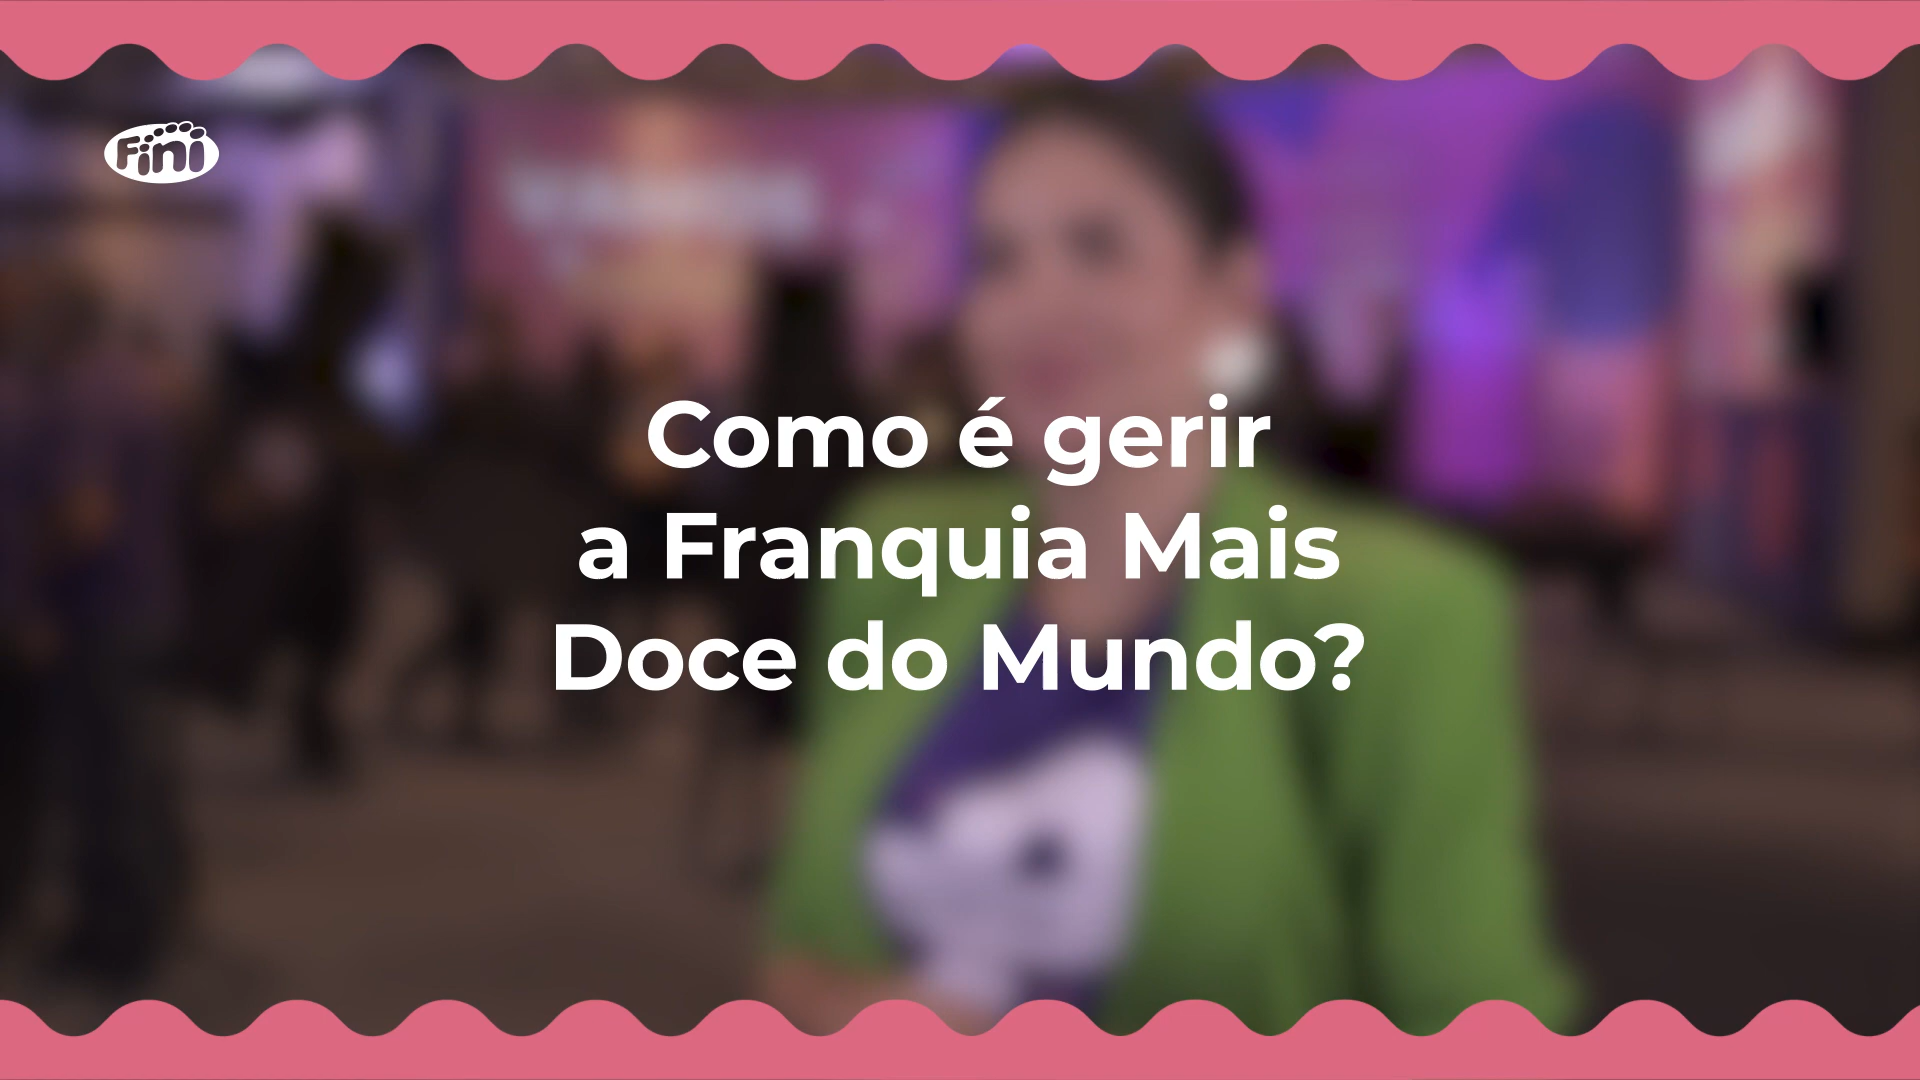 Fini
Como é gerir
a Franquia Mais
Doce do Mundo?